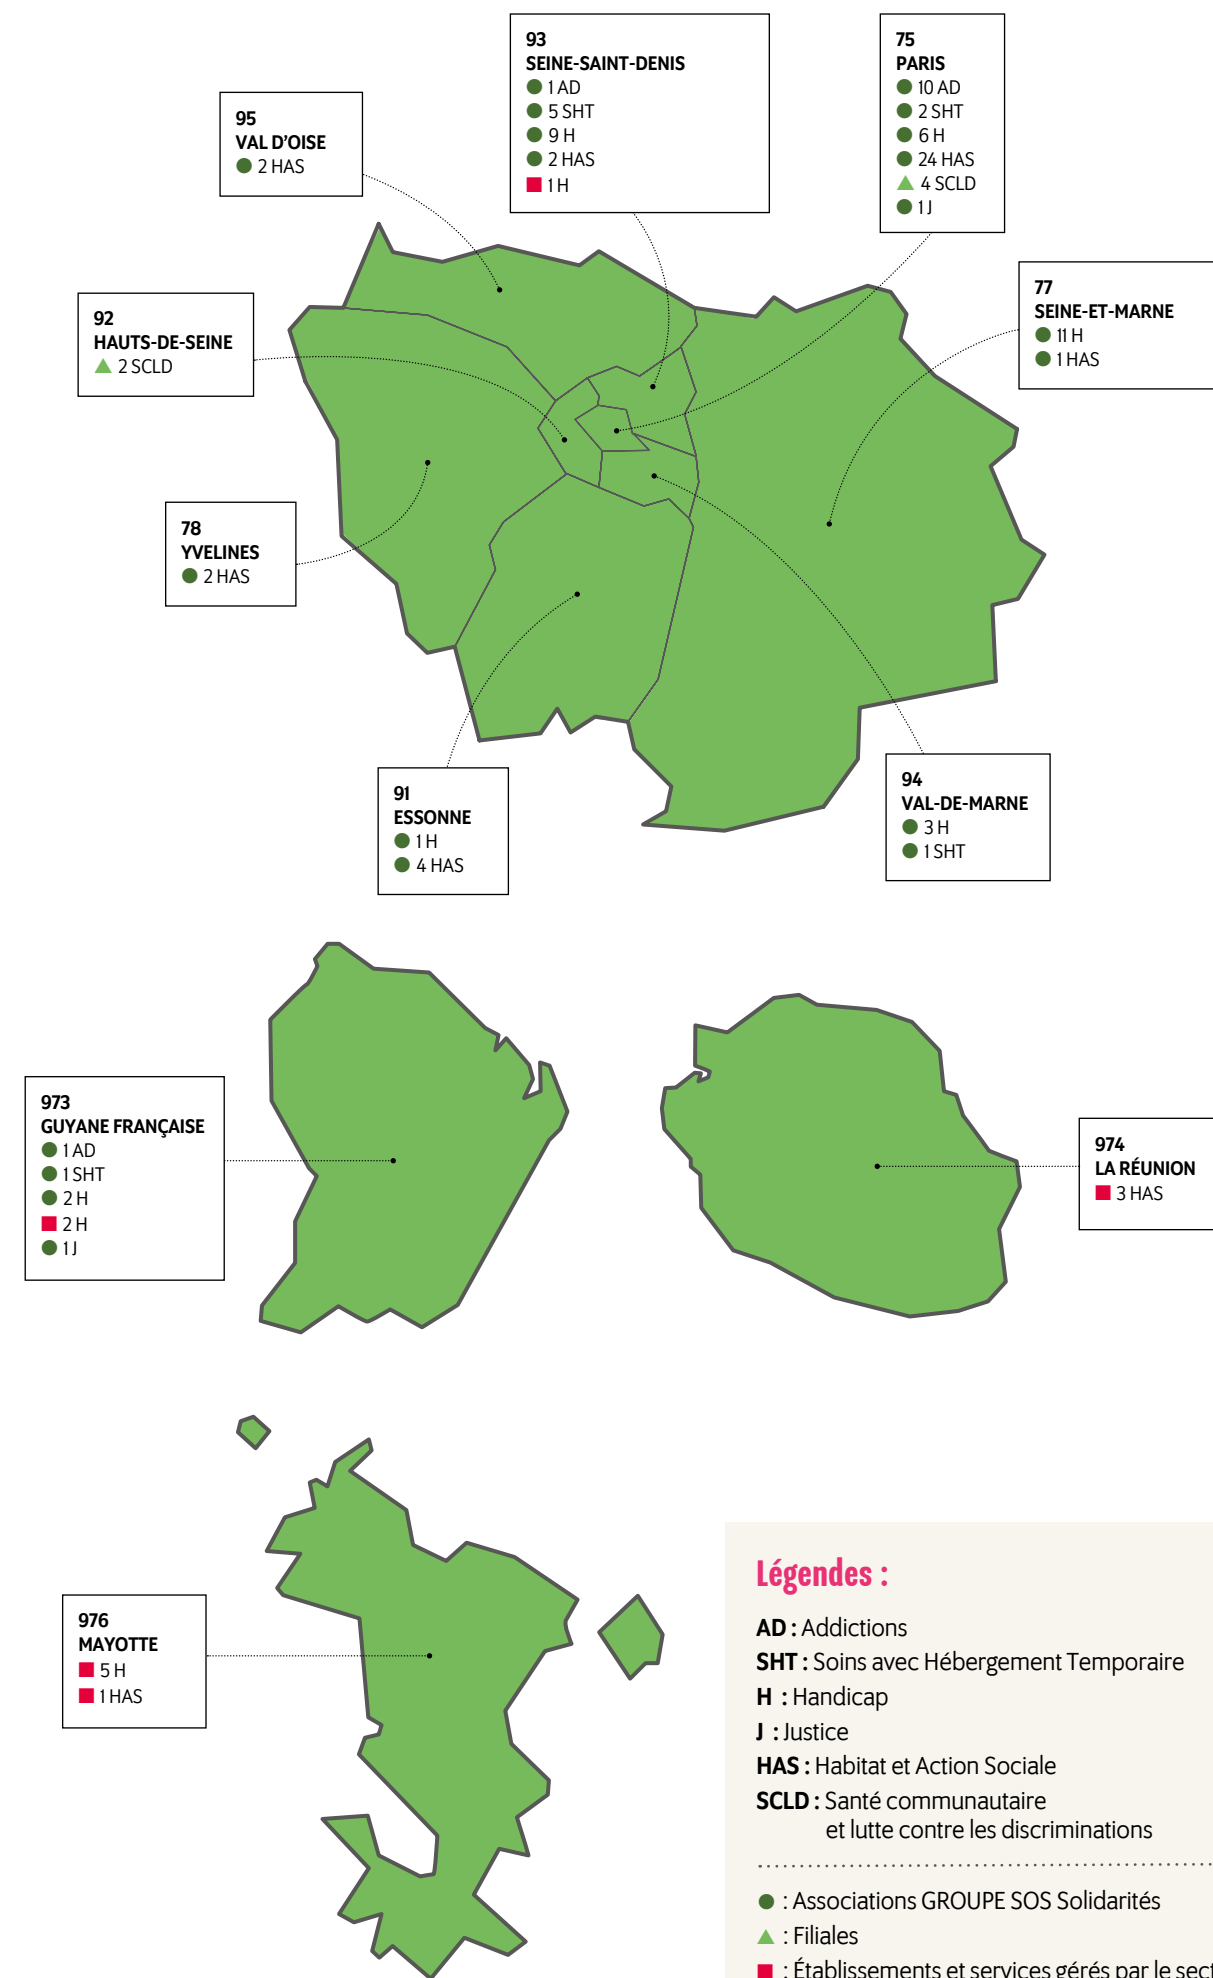 93
SEINE-SAINT-DENIS
1 AD
5 SHT
9 H
2 HAS
1 H
75
PARIS
10 AD
2 SHT
6 H
24 HAS
4 SCLD
1 J
95
VAL D'OISE
2 HAS
77
SEINE-ET-MARNE
11 H
1 HAS
92
HAUTS-DE-SEINE
2 SCLD
78
YVELINES
2 HAS
91
ESSONNE
1 H
4 HAS
94
VAL-DE-MARNE
3 H
1 SHT
973
GUYANE FRANÇAISE
1 AD
1 SHT
2 H
2 H
1 J
974
LA RÉUNION
3 HAS
976
MAYOTTE
5 H
1 HAS
Légendes :
AD : Addictions
SHT : Soins avec Hébergement Temporaire
H : Handicap
J : Justice
HAS : Habitat et Action Sociale
SCLD : Santé communautaire
et lutte contre les discriminations
: Associations GROUPE SOS Solidarités
: Filiales
: Établissements et services gérés par le sect